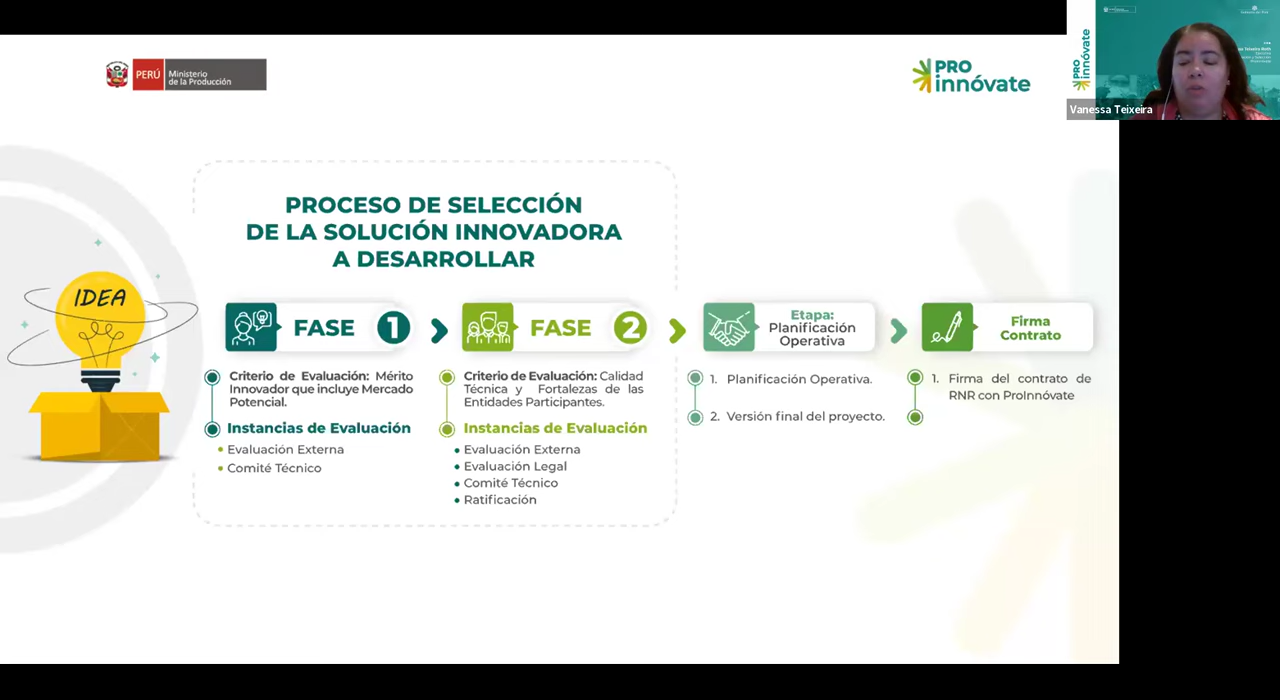 PERÚ
Ministerio
de la Producción
PRO
innóvate
PRO
innóvate
Vanessa Teixeira
PROCESO DE SELECCIÓN
DE LA SOLUCIÓN INNOVADORA
A DESARROLLAR
IDEA
FASE 1
Criterio de Evaluación: Mérito
Innovador que incluye Mercado
Potencial.
Instancias de Evaluación
• Evaluación Externa
• Comité Técnico
FASE 2
Criterio de Evaluación: Calidad
Técnica y Fortalezas de las
Entidades Participantes.
Instancias de Evaluación
• Evaluación Externa
• Evaluación Legal
• Comité Técnico
• Ratificación
Etapa:
Planificación
Operativa
1. Planificación Operativa.
2. Versión final del proyecto.
Firma
Contrato
1. Firma del contrato de
RNR con ProInnóvate